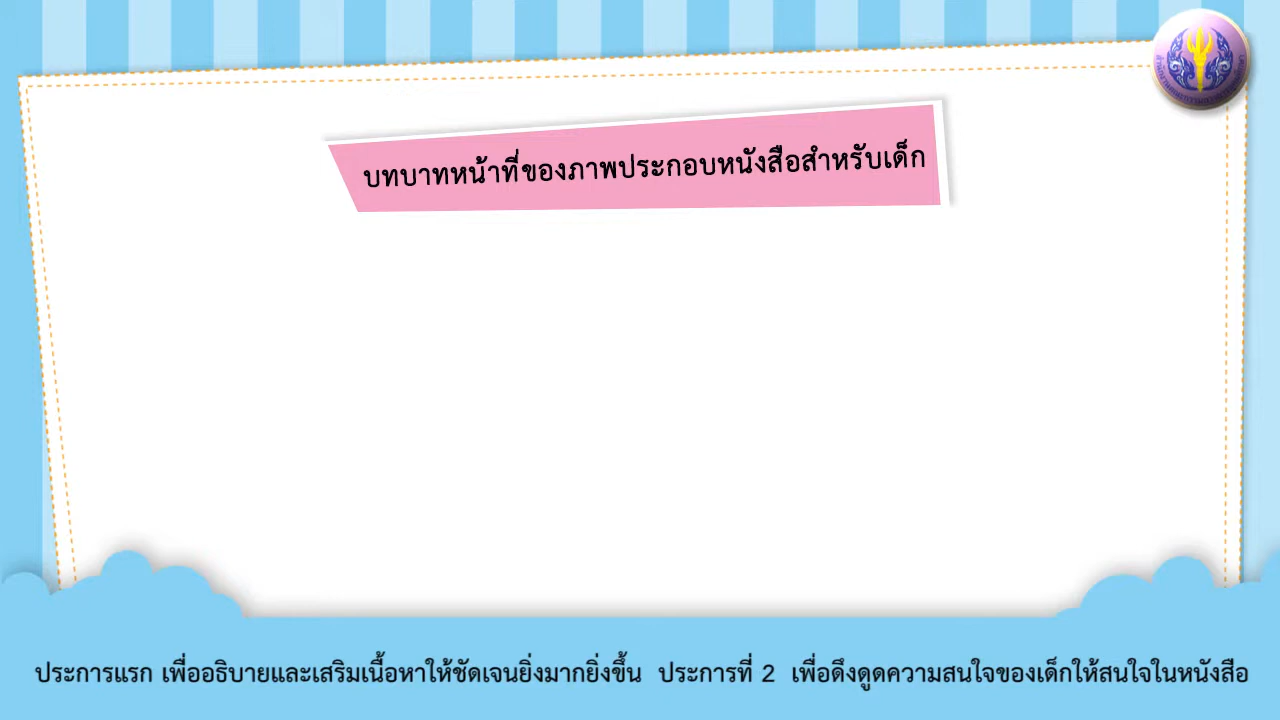 บทบาทหน้าที่ของภาพประกอบหนังสือสำหรับเด็ก
ประการแรก เพื่ออธิบายและเสริมเนื้อหาให้ชัดเจนยิ่งมากยิ่งขึ้น ประการที่ 2 เพื่อดึงดูดความสนใจของเด็กให้สนใจในหนังสือ